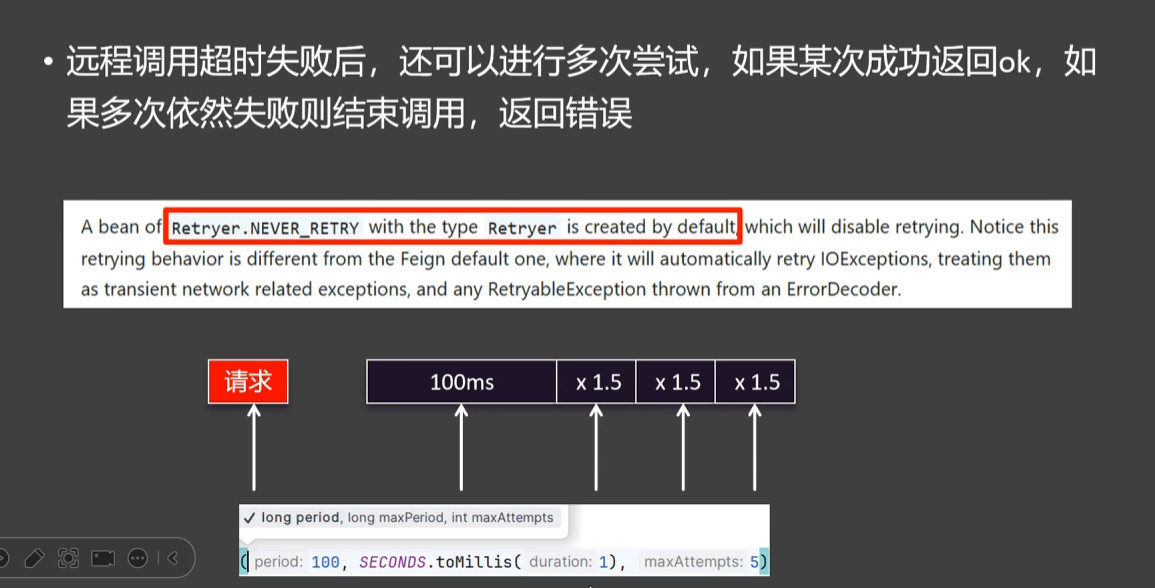 • 远程调用超时失败后，还可以进行多次尝试，如果某次成功返回ok，如
果多次依然失败则结束调用，返回错误
A bean of Retryer.NEVER_RETRY with the type Retryer is created by default, which will disable retrying. Notice this
retrying behavior is different from the Feign default one, where it will automatically retry IOExceptions, treating them
as transient network related exceptions, and any RetryableException thrown from an ErrorDecoder.
请求 100ms x 1.5 x 1.5 x 1.5
✓ long period, long maxPeriod, int maxAttempts
( period: 100, SECONDS.toMillis( duration: 1), maxAttempts: 5)